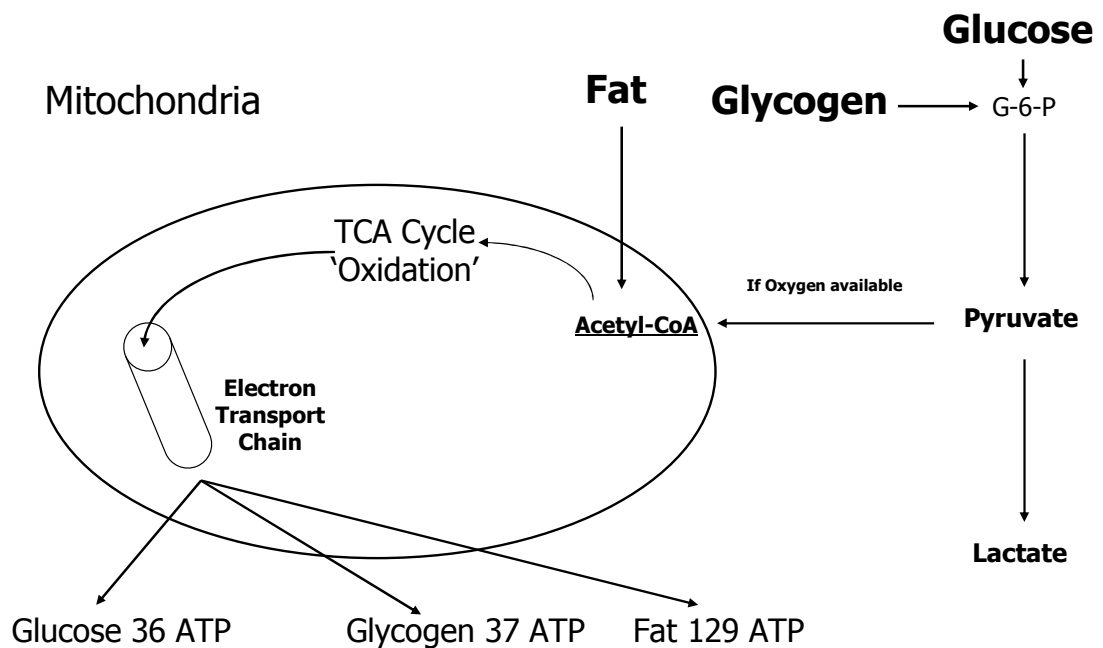 Glucose
Mitochondria
Fat
Glycogen
G-6-P
TCA Cycle
‘Oxidation’
If Oxygen available
Acetyl-CoA
Pyruvate
Electron
Transport
Chain
Lactate
Glucose 36 ATP
Glycogen 37 ATP
Fat 129 ATP